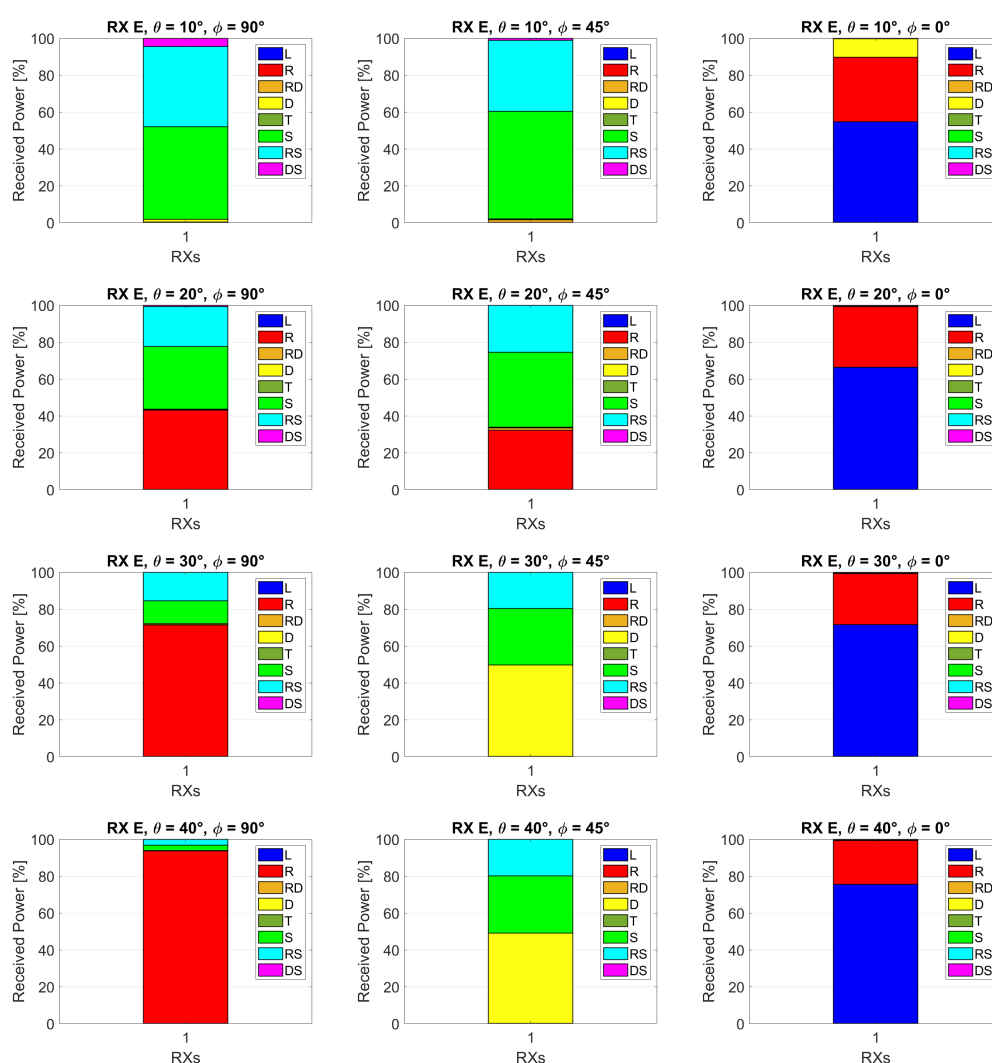 RX E, θ = 10°, ϕ = 90°
Received Power [%]
100
80
60
40
20
0
L
R
RD
D
T
S
RS
DS
1
RXs
RX E, θ = 10°, ϕ = 45°
Received Power [%]
100
80
60
40
20
0
L
R
RD
D
T
S
RS
DS
1
RXs
RX E, θ = 10°, ϕ = 0°
Received Power [%]
100
80
60
40
20
0
L
R
RD
D
T
S
RS
DS
1
RXs
RX E, θ = 20°, ϕ = 90°
Received Power [%]
100
80
60
40
20
0
L
R
RD
D
T
S
RS
DS
1
RXs
RX E, θ = 20°, ϕ = 45°
Received Power [%]
100
80
60
40
20
0
L
R
RD
D
T
S
RS
DS
1
RXs
RX E, θ = 20°, ϕ = 0°
Received Power [%]
100
80
60
40
20
0
L
R
RD
D
T
S
RS
DS
1
RXs
RX E, θ = 30°, ϕ = 90°
Received Power [%]
100
80
60
40
20
0
L
R
RD
D
T
S
RS
DS
1
RXs
RX E, θ = 30°, ϕ = 45°
Received Power [%]
100
80
60
40
20
0
L
R
RD
D
T
S
RS
DS
1
RXs
RX E, θ = 30°, ϕ = 0°
Received Power [%]
100
80
60
40
20
0
L
R
RD
D
T
S
RS
DS
1
RXs
RX E, θ = 40°, ϕ = 90°
Received Power [%]
100
80
60
40
20
0
L
R
RD
D
T
S
RS
DS
1
RXs
RX E, θ = 40°, ϕ = 45°
Received Power [%]
100
80
60
40
20
0
L
R
RD
D
T
S
RS
DS
1
RXs
RX E, θ = 40°, ϕ = 0°
Received Power [%]
100
80
60
40
20
0
L
R
RD
D
T
S
RS
DS
1
RXs